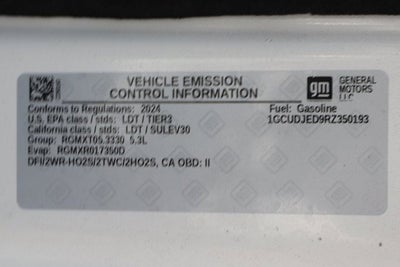 VEHICLE EMISSION
CONTROL INFORMATION
gm
GENERAL
MOTORS
LLC
Conforms to Regulations: 2024
Fuel: Gasoline
U.S. EPA class / stds: LDT / TIER3
1GCUDJED9RZ350193
California class / stds: LDT / SULEV30
Group: RGMXT05.3330 5.3L
Evap: RGMXR017350D
DFI/2WR-HO2S/2TWC/2HO2S, CA OBD: II